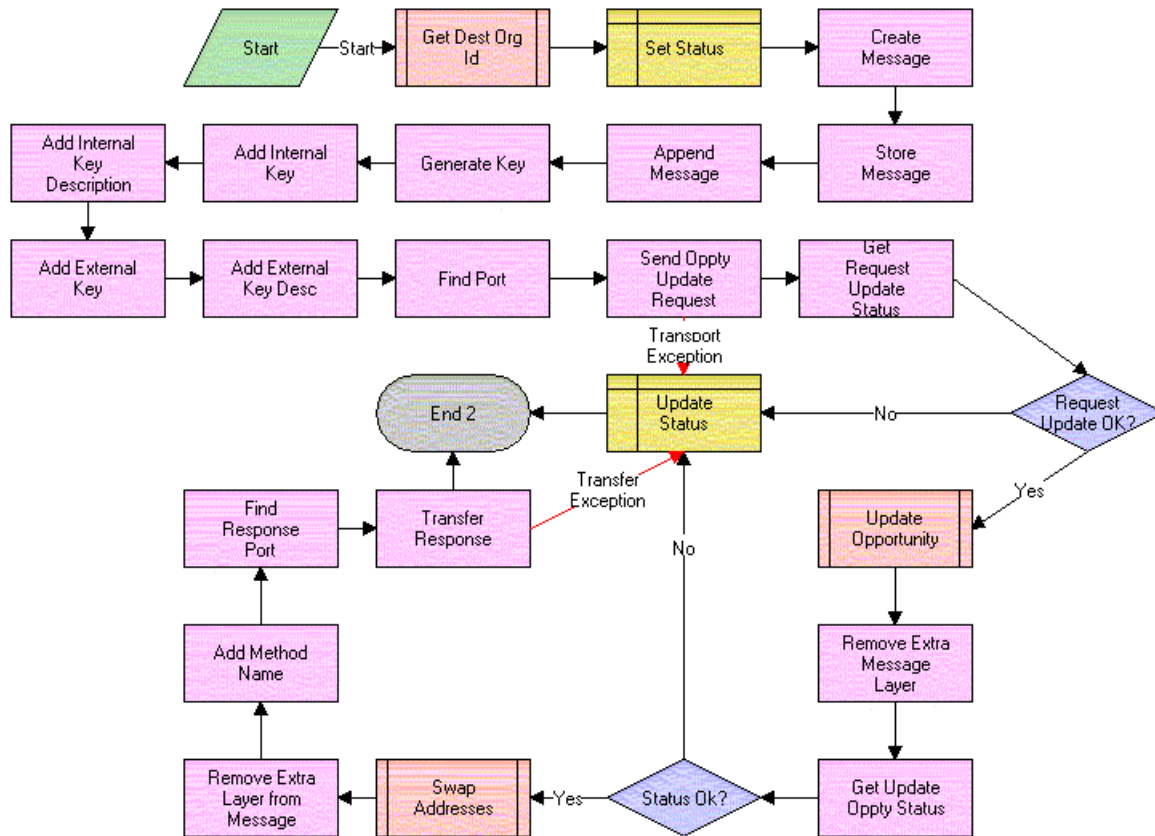 Start
Start
Get Dest Org
Id
Set Status
Create
Message
Add Internal
Key
Description
Add Internal
Key
Generate Key
Append
Message
Store
Message
Add External
Key
Add External
Key Desc
Find Port
Send Oppty
Update
Request
Get
Request
Update
Status
Transport
Exception
End 2
Update
Status
No
Request
Update OK?
Transfer
Exception
Yes
Find
Response
Port
Transfer
Response
No
Update
Opportunity
Add Method
Name
Remove Extra
Message
Layer
Remove Extra
Layer from
Message
Swap
Addresses
Yes
Status Ok?
Get Update
Oppty Status